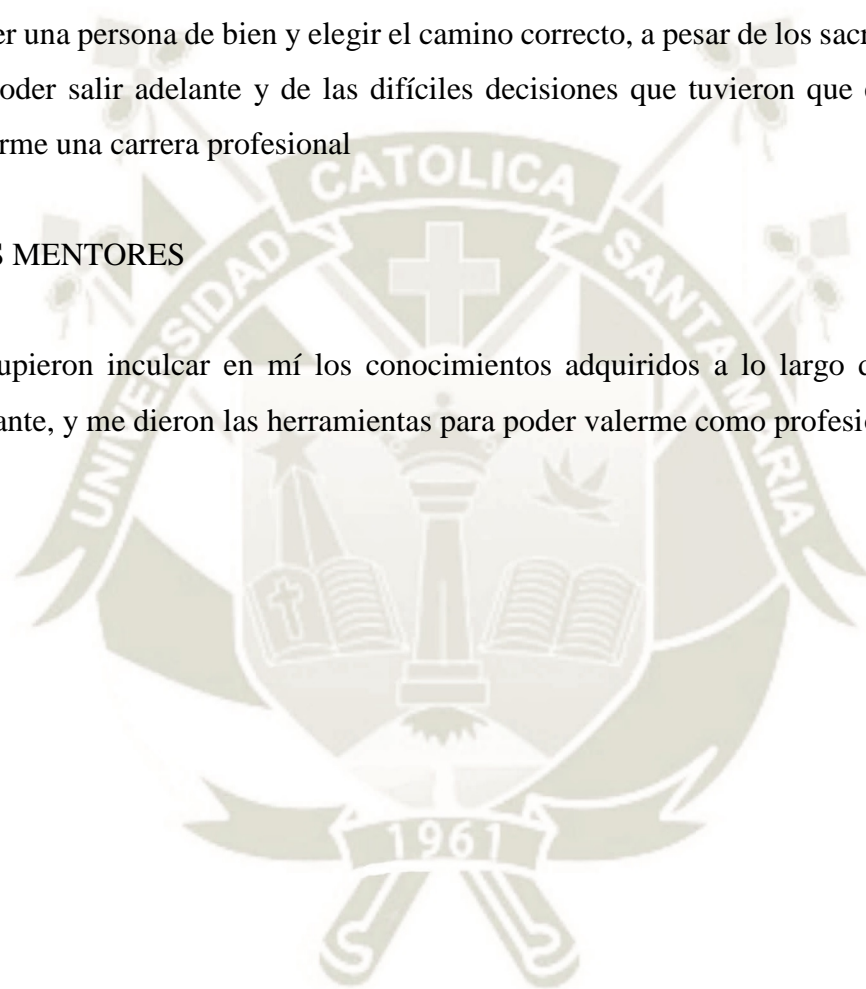 er una persona de bien y elegir el camino correcto, a pesar de los sacr
oder salir adelante y de las difíciles decisiones que tuvieron que
rme una carrera profesional
S MENTORES
upieron inculcar en mí los conocimientos adquiridos a lo largo
ante, y me dieron las herramientas para poder valerme como profesi
UNIVERSIDAD CATOLICA SANTA MARIA
1961